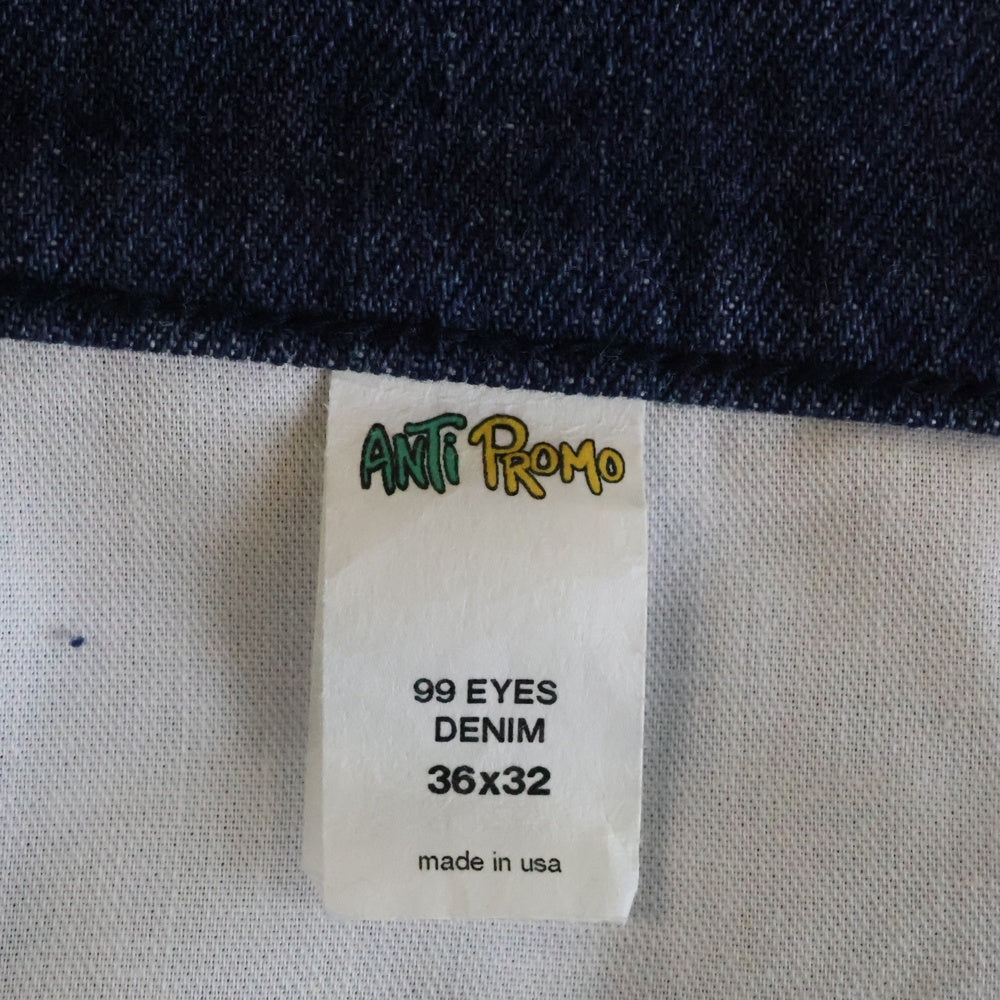 ANTi PROMO
99 EYES
DENIM
36x32
made in usa